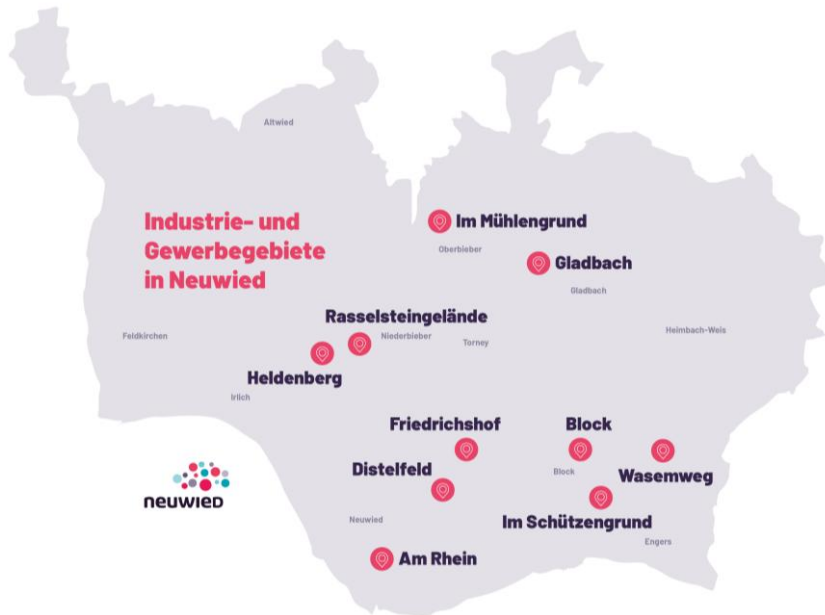 Altwied
Industrie- und
Gewerbegebiete
in Neuwied
Im Mühlengrund
Oberbieber
Gladbach
Gladbach
Rasselsteingelände
Feldkirchen
Niederbieber
Torney
Heimbach-Weis
Heldenberg
Irlich
Friedrichshof
Block
Distelfeld
Block
Wasemweg
neuwied
Neuwied
Im Schützengrund
Engers
Am Rhein